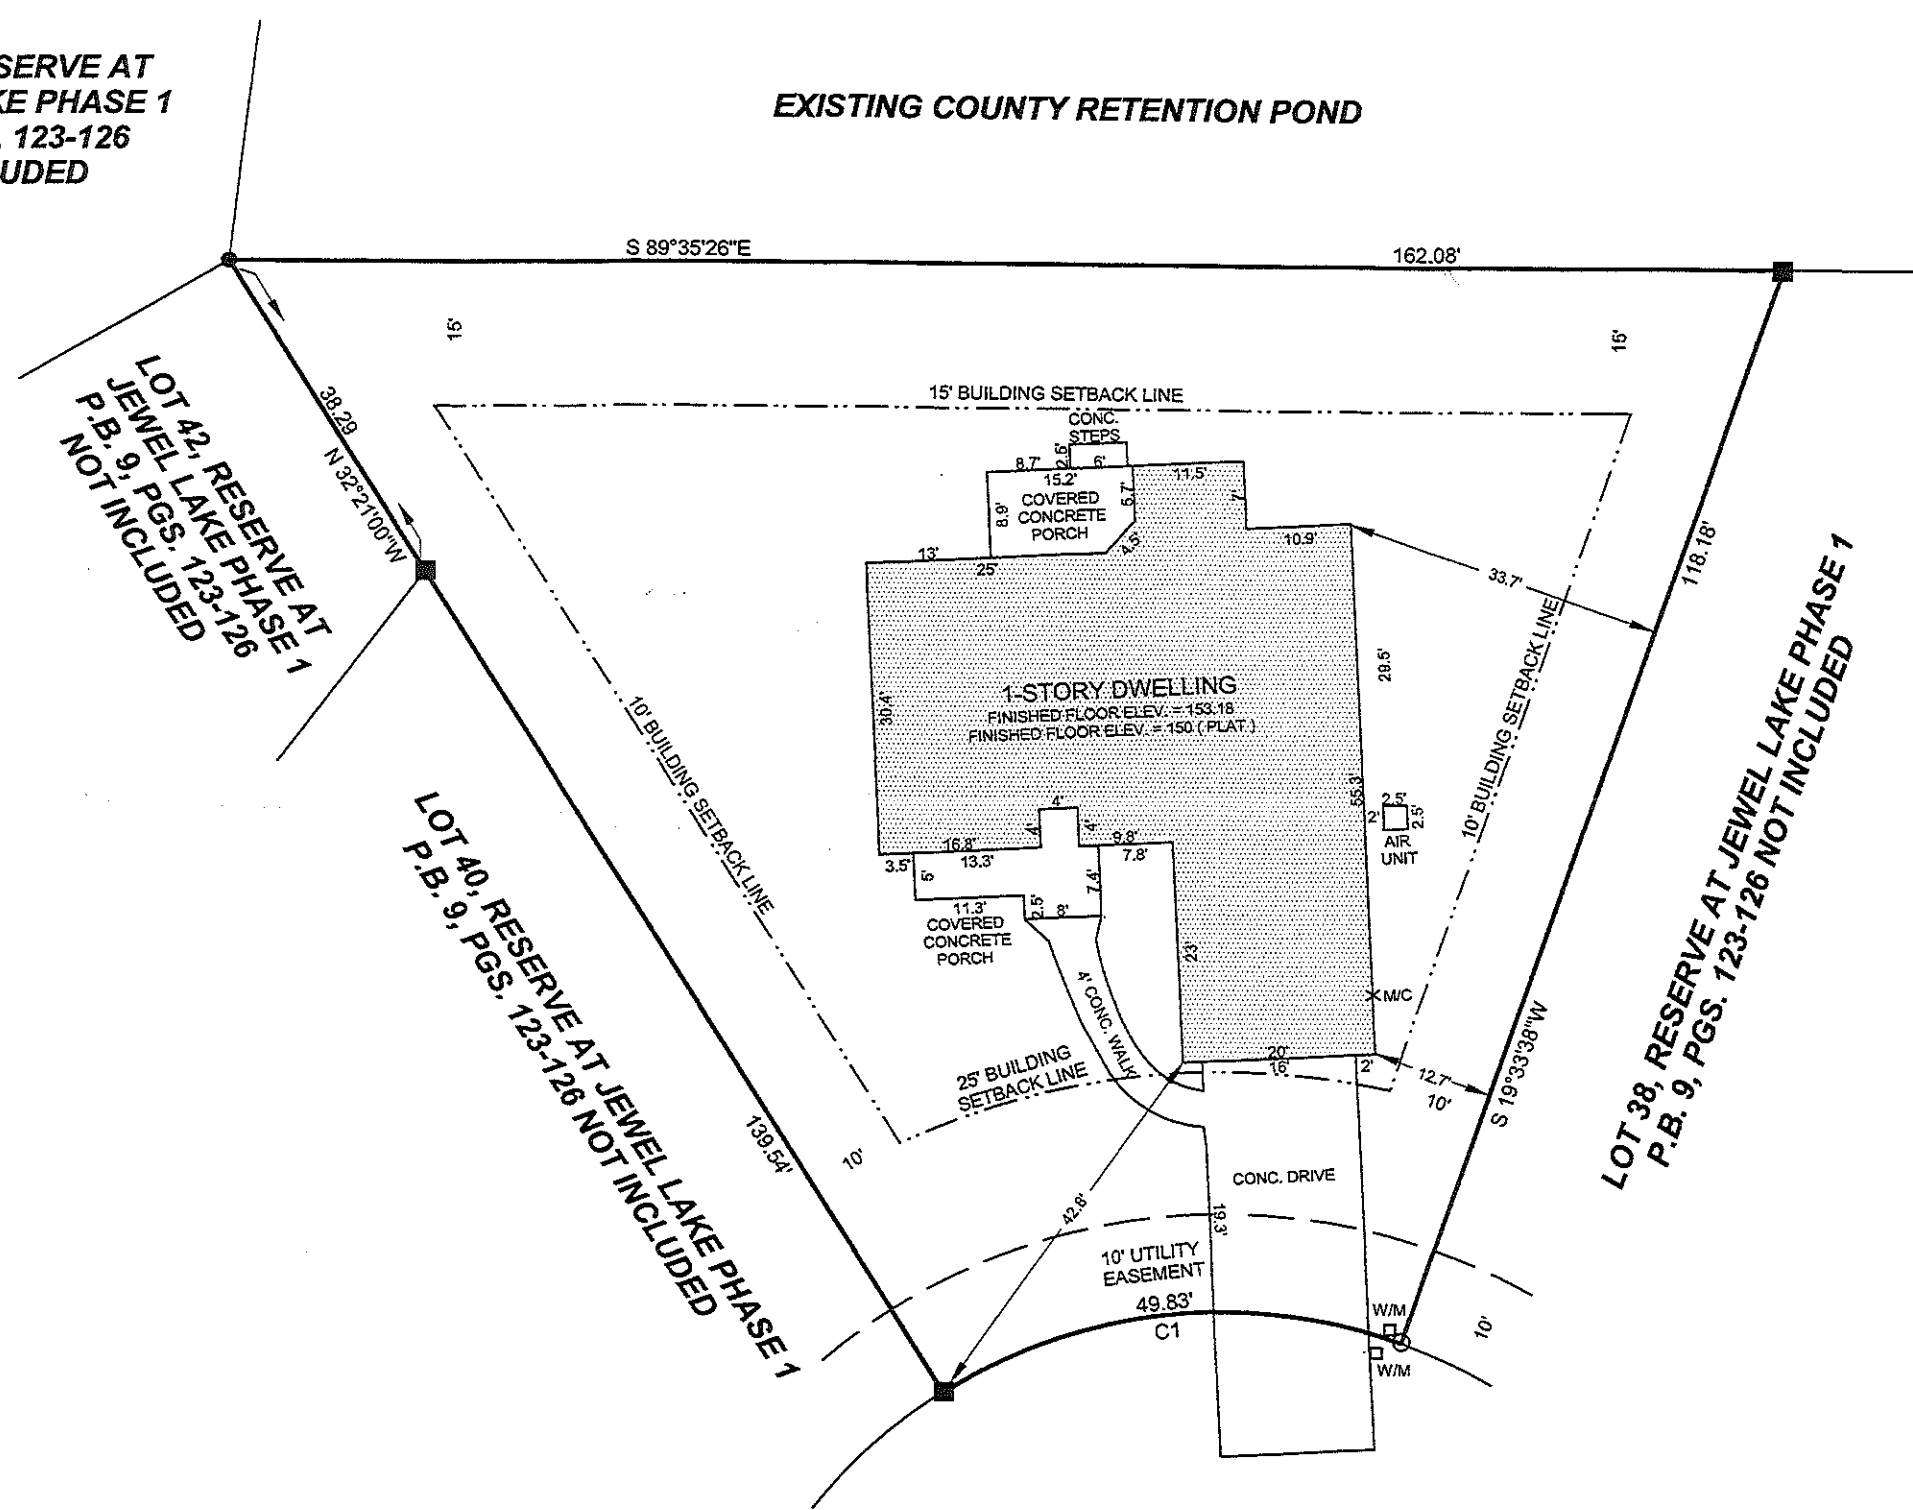 SERVE AT
KE PHASE 1
. 123-126
UDED
EXISTING COUNTY RETENTION POND
S 89°35'26"E
162.08'
15'
15'
38.29
N 32°21'00"W
LOT 42, RESERVE AT
JEWEL LAKE PHASE 1
P.B. 9, PGS. 123-126
NOT INCLUDED
15' BUILDING SETBACK LINE
CONC.
STEPS
2.6'
6'
8.7'
15.2'
COVERED
CONCRETE
PORCH
8.9'
4.5'
11.5'
7'
10.9'
13'
25'
33.7'
118.18'
29.5'
10' BUILDING SETBACK LINE
1-STORY DWELLING
FINISHED FLOOR ELEV. = 153.18
FINISHED FLOOR ELEV. = 150 ( PLAT )
30.4'
10' BUILDING SETBACK LINE
55.3'
2.5'
2'
2.5'
AIR
UNIT
4'
4'
4'
16.8'
9.8'
3.5'
13.3'
7.8'
5'
7.4'
11.3'
2.5'
8'
COVERED
CONCRETE
PORCH
23'
4' CONC. WALK
M/C
LOT 38, RESERVE AT JEWEL LAKE PHASE 1
P.B. 9, PGS. 123-126 NOT INCLUDED
S 19°33'38"W
LOT 40, RESERVE AT JEWEL LAKE PHASE 1
P.B. 9, PGS. 123-126 NOT INCLUDED
139.54'
25' BUILDING
SETBACK LINE
20'
16'
2'
12.7'
10'
10'
CONC. DRIVE
42.8'
19.3'
10' UTILITY
EASEMENT
49.83'
C1
W/M
W/M
10'